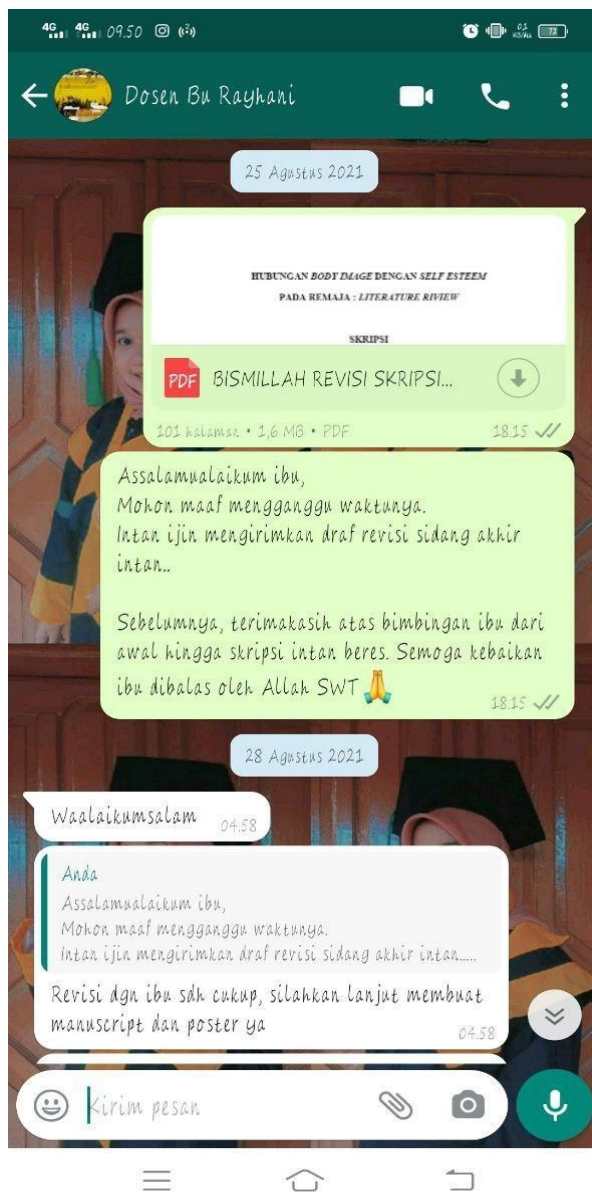 4G 4G 09.50 0,1 KB/d 72
Dosen Bu Rayhani
25 Agustus 2021
HUBUNGAN BODY IMAGE DENGAN SELF ESTEEM
PADA REMAJA : LITERATURE RIVIEW
SKRIPSI
PDF BISMILLAH REVISI SKRIPSI...
101 halaman • 1,6 MB • PDF 18.15
Assalamualaikum ibu,
Mohon maaf mengganggu waktunya.
Intan ijin mengirimkan draf revisi sidang akhir
intan..
Sebelumnya, terimakasih atas bimbingan ibu dari
awal hingga skripsi intan beres. Semoga kebaikan
ibu dibalas oleh Allah SWT 🙏
18.15
28 Agustus 2021
Waalaikumsalam 04.58
Anda
Assalamualaikum ibu,
Mohon maaf mengganggu waktunya.
Intan ijin mengirimkan draf revisi sidang akhir intan.....
Revisi dgn ibu sdh cukup, silahkan lanjut membuat
manuscript dan poster ya
04.58
Kirim pesan